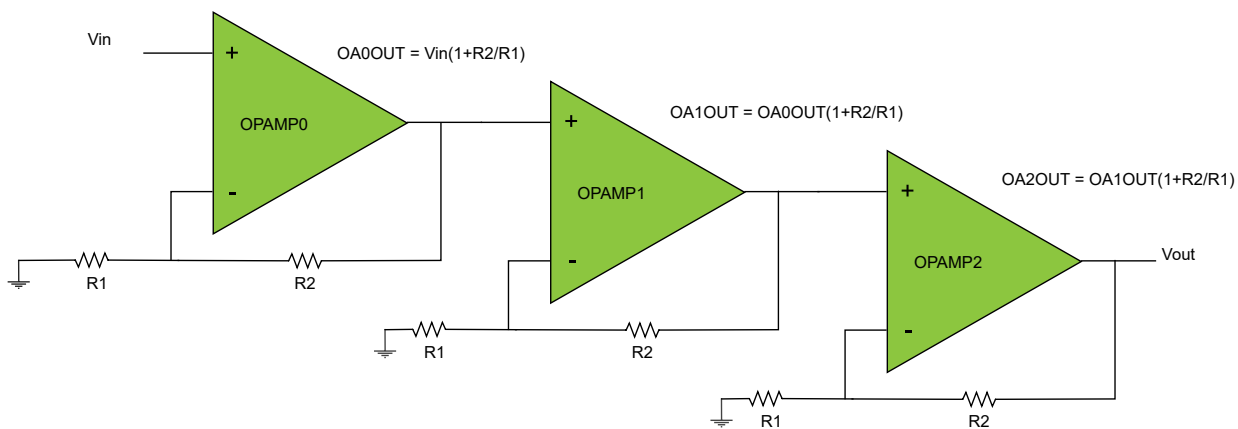 Vin
+
OA0OUT = Vin(1+R2/R1)
OPAMP0
-
R1
R2
+
OA1OUT = OA0OUT(1+R2/R1)
OPAMP1
-
R1
R2
+
OA2OUT = OA1OUT(1+R2/R1)
OPAMP2
Vout
-
R1
R2